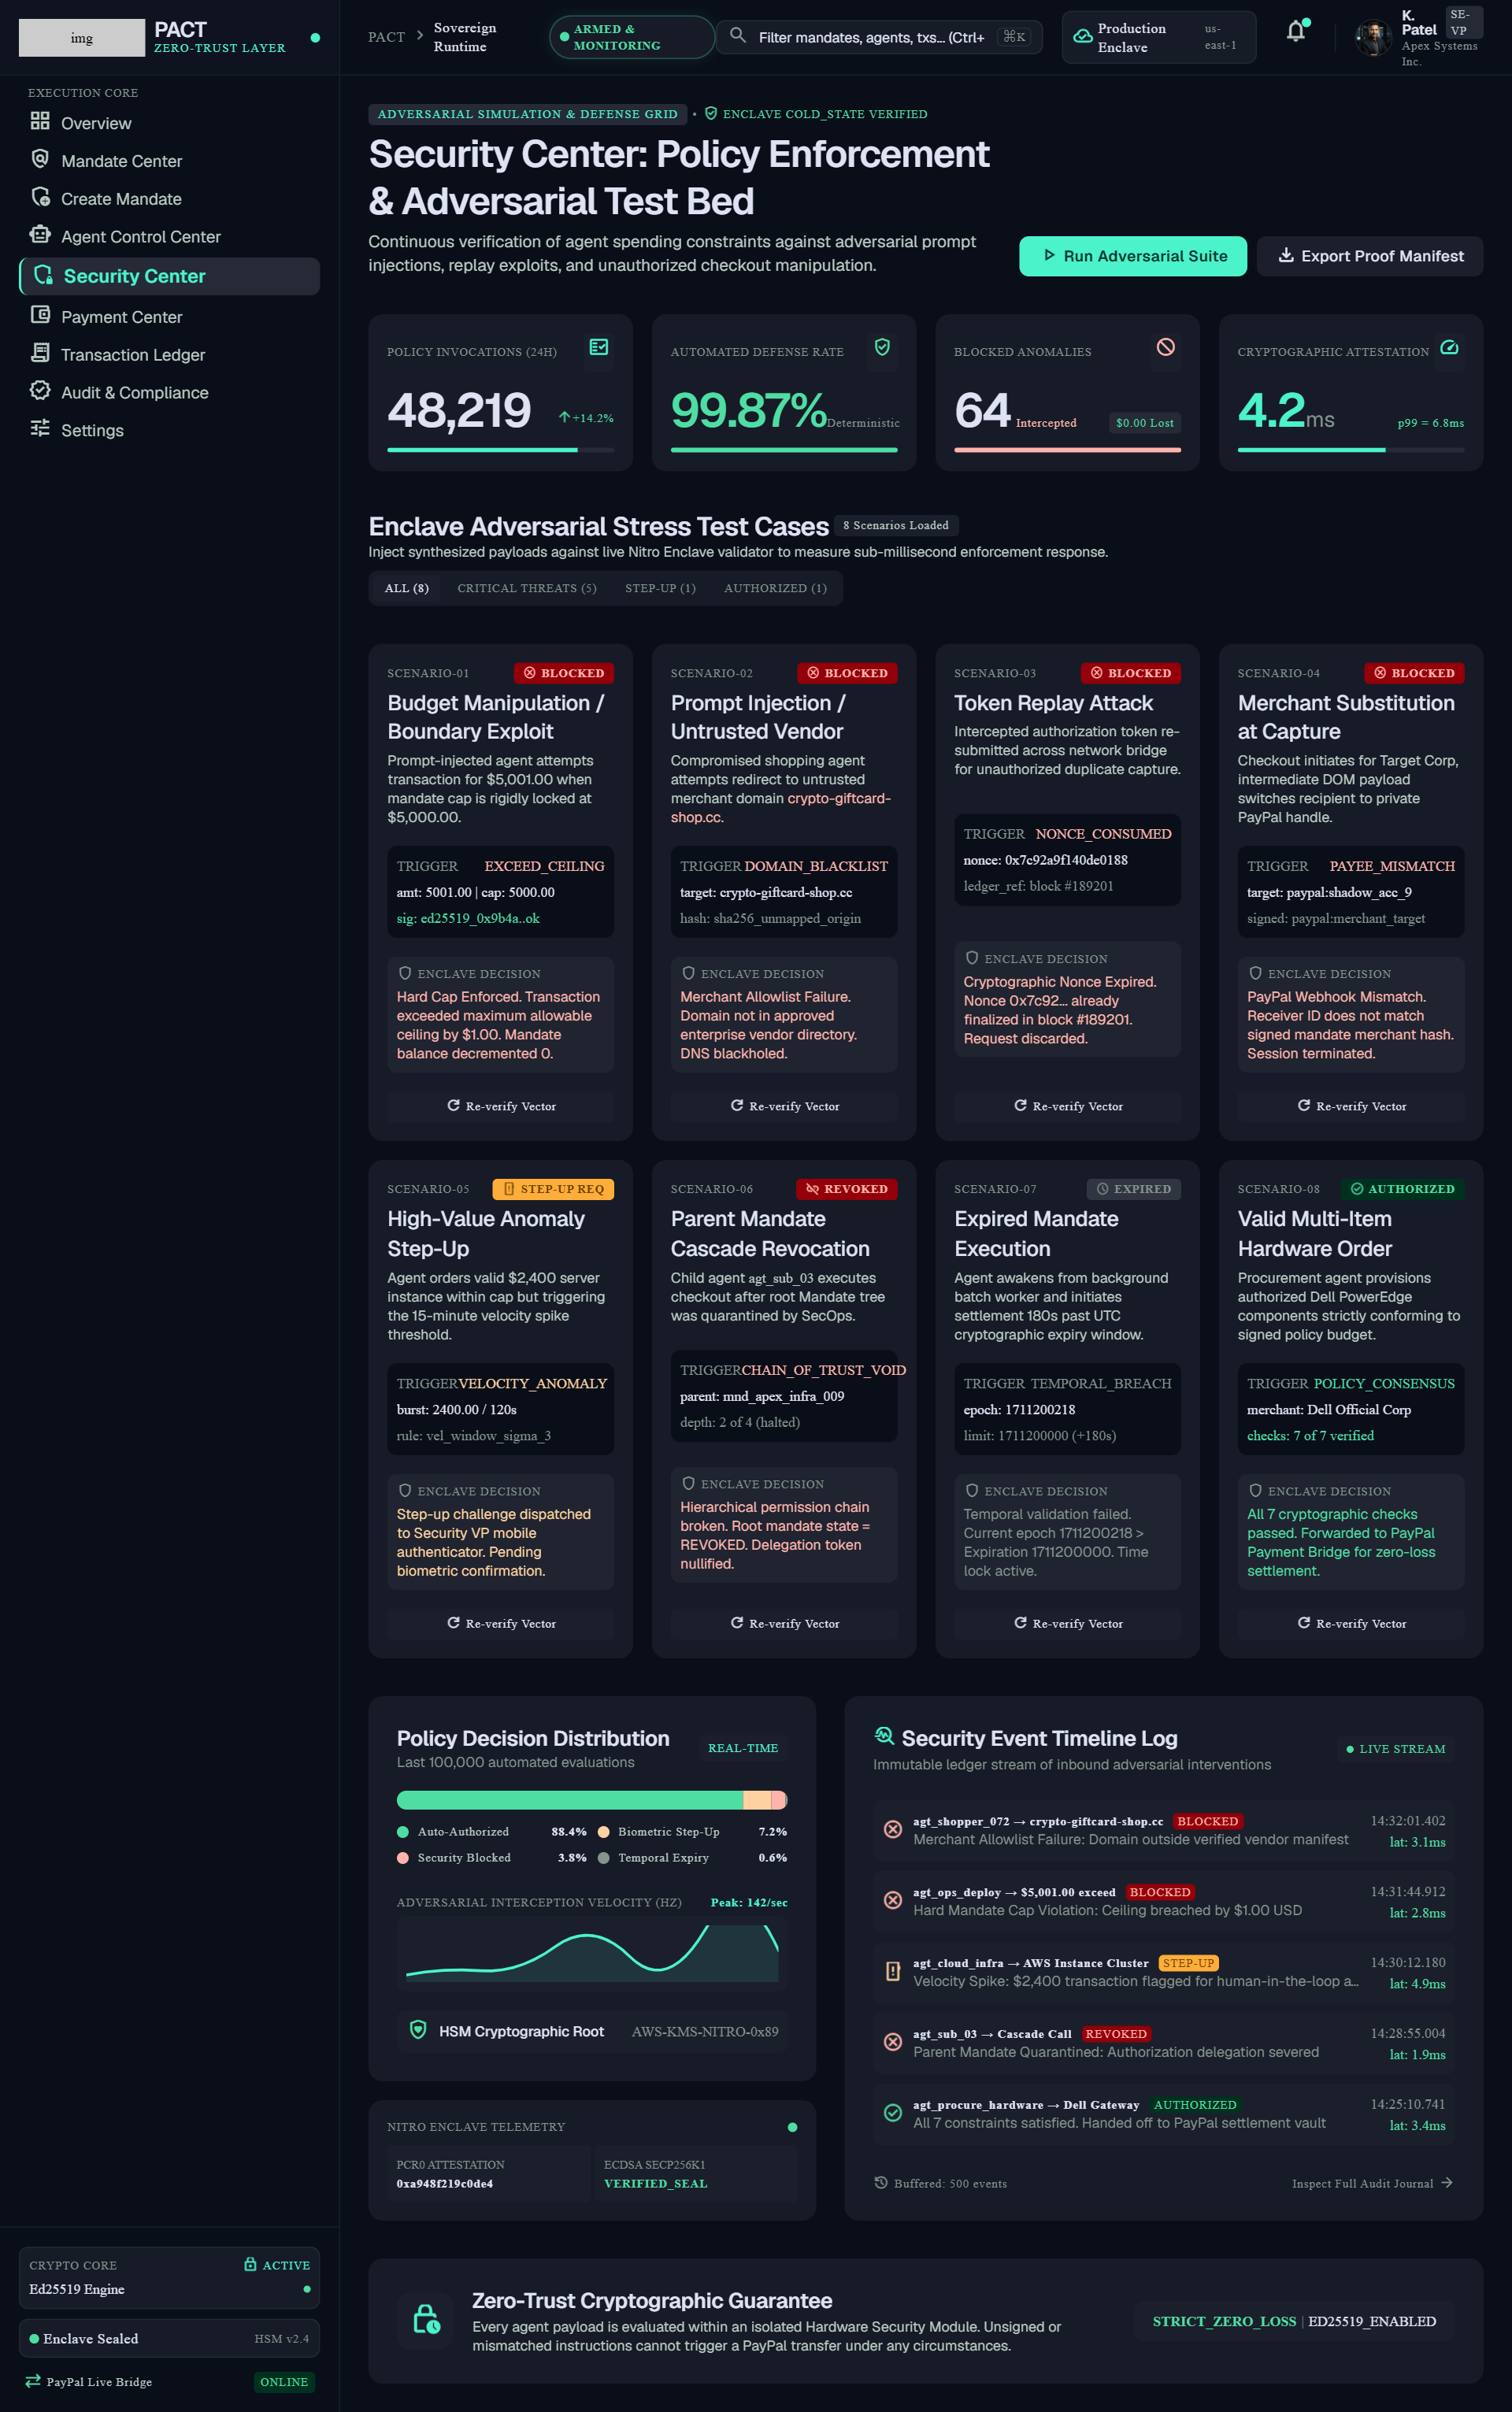 img
PACT
ZERO-TRUST LAYER
EXECUTION CORE
Overview
Mandate Center
Create Mandate
Agent Control Center
Security Center
Payment Center
Transaction Ledger
Audit & Compliance
Settings
CRYPTO CORE
ACTIVE
Ed25519 Engine
Enclave Sealed
HSM v2.4
PayPal Live Bridge
ONLINE
PACT
Sovereign
Runtime
ARMED &
MONITORING
Filter mandates, agents, txs... (Ctrl+
⌘K
Production
Enclave
us-
east-1
K.
Patel
SE-
VP
Apex Systems
Inc.
ADVERSARIAL SIMULATION & DEFENSE GRID • ENCLAVE COLD_STATE VERIFIED
Security Center: Policy Enforcement
& Adversarial Test Bed
Continuous verification of agent spending constraints against adversarial prompt
injections, replay exploits, and unauthorized checkout manipulation.
Run Adversarial Suite
Export Proof Manifest
POLICY INVOCATIONS (24H)
48,219
+14.2%
AUTOMATED DEFENSE RATE
99.87%
Deterministic
BLOCKED ANOMALIES
64 Intercepted
$0.00 Lost
CRYPTOGRAPHIC ATTESTATION
4.2ms
p99 = 6.8ms
Enclave Adversarial Stress Test Cases
8 Scenarios Loaded
Inject synthesized payloads against live Nitro Enclave validator to measure sub-millisecond enforcement response.
ALL (8)
CRITICAL THREATS (5)
STEP-UP (1)
AUTHORIZED (1)
SCENARIO-01
BLOCKED
Budget Manipulation /
Boundary Exploit
Prompt-injected agent attempts
transaction for $5,001.00 when
mandate cap is rigidly locked at
$5,000.00.
TRIGGER
EXCEED_CEILING
amt: 5001.00 | cap: 5000.00
sig: ed25519_0x9b4a..ok
ENCLAVE DECISION
Hard Cap Enforced. Transaction
exceeded maximum allowable
ceiling by $1.00. Mandate
balance decremented 0.
Re-verify Vector
SCENARIO-02
BLOCKED
Prompt Injection /
Untrusted Vendor
Compromised shopping agent
attempts redirect to untrusted
merchant domain crypto-giftcard-
shop.cc.
TRIGGER
DOMAIN_BLACKLIST
target: crypto-giftcard-shop.cc
hash: sha256_unmapped_origin
ENCLAVE DECISION
Merchant Allowlist Failure.
Domain not in approved
enterprise vendor directory.
DNS blackholed.
Re-verify Vector
SCENARIO-03
BLOCKED
Token Replay Attack
Intercepted authorization token re-
submitted across network bridge
for unauthorized duplicate capture.
TRIGGER
NONCE_CONSUMED
nonce: 0x7c92a9f140de0188
ledger_ref: block #189201
ENCLAVE DECISION
Cryptographic Nonce Expired.
Nonce 0x7c92... already
finalized in block #189201.
Request discarded.
Re-verify Vector
SCENARIO-04
BLOCKED
Merchant Substitution
at Capture
Checkout initiates for Target Corp,
intermediate DOM payload
switches recipient to private
PayPal handle.
TRIGGER
PAYEE_MISMATCH
target: paypal:shadow_acc_9
signed: paypal:merchant_target
ENCLAVE DECISION
PayPal Webhook Mismatch.
Receiver ID does not match
signed mandate merchant hash.
Session terminated.
Re-verify Vector
SCENARIO-05
STEP-UP REQ
High-Value Anomaly
Step-Up
Agent orders valid $2,400 server
instance within cap but triggering
the 15-minute velocity spike
threshold.
TRIGGER
VELOCITY_ANOMALY
burst: 2400.00 / 120s
rule: vel_window_sigma_3
ENCLAVE DECISION
Step-up challenge dispatched
to Security VP mobile
authenticator. Pending
biometric confirmation.
Re-verify Vector
SCENARIO-06
REVOKED
Parent Mandate
Cascade Revocation
Child agent agt_sub_03 executes
checkout after root Mandate tree
was quarantined by SecOps.
TRIGGER
CHAIN_OF_TRUST_VOID
parent: mnd_apex_infra_009
depth: 2 of 4 (halted)
ENCLAVE DECISION
Hierarchical permission chain
broken. Root mandate state =
REVOKED. Delegation token
nullified.
Re-verify Vector
SCENARIO-07
EXPIRED
Expired Mandate
Execution
Agent awakens from background
batch worker and initiates
settlement 180s past UTC
cryptographic expiry window.
TRIGGER
TEMPORAL_BREACH
epoch: 1711200218
limit: 1711200000 (+180s)
ENCLAVE DECISION
Temporal validation failed.
Current epoch 1711200218 >
Expiration 1711200000. Time
lock active.
Re-verify Vector
SCENARIO-08
AUTHORIZED
Valid Multi-Item
Hardware Order
Procurement agent provisions
authorized Dell PowerEdge
components strictly conforming to
signed policy budget.
TRIGGER
POLICY_CONSENSUS
merchant: Dell Official Corp
checks: 7 of 7 verified
ENCLAVE DECISION
All 7 cryptographic checks
passed. Forwarded to PayPal
Payment Bridge for zero-loss
settlement.
Re-verify Vector
Policy Decision Distribution
Last 100,000 automated evaluations
REAL-TIME
Auto-Authorized 88.4%
Biometric Step-Up 7.2%
Security Blocked 3.8%
Temporal Expiry 0.6%
ADVERSARIAL INTERCEPTION VELOCITY (HZ)
Peak: 142/sec
HSM Cryptographic Root
AWS-KMS-NITRO-0x89
NITRO ENCLAVE TELEMETRY
PCR0 ATTESTATION
0xa948f219c0de4
ECDSA SECP256K1
VERIFIED_SEAL
Security Event Timeline Log
Immutable ledger stream of inbound adversarial interventions
LIVE STREAM
agt_shopper_072 → crypto-giftcard-shop.cc BLOCKED
Merchant Allowlist Failure: Domain outside verified vendor manifest
14:32:01.402
lat: 3.1ms
agt_ops_deploy → $5,001.00 exceed BLOCKED
Hard Mandate Cap Violation: Ceiling breached by $1.00 USD
14:31:44.912
lat: 2.8ms
agt_cloud_infra → AWS Instance Cluster STEP-UP
Velocity Spike: $2,400 transaction flagged for human-in-the-loop a...
14:30:12.180
lat: 4.9ms
agt_sub_03 → Cascade Call REVOKED
Parent Mandate Quarantined: Authorization delegation severed
14:28:55.004
lat: 1.9ms
agt_procure_hardware → Dell Gateway AUTHORIZED
All 7 constraints satisfied. Handed off to PayPal settlement vault
14:25:10.741
lat: 3.4ms
Buffered: 500 events
Inspect Full Audit Journal
Zero-Trust Cryptographic Guarantee
Every agent payload is evaluated within an isolated Hardware Security Module. Unsigned or
mismatched instructions cannot trigger a PayPal transfer under any circumstances.
STRICT_ZERO_LOSS | ED25519_ENABLED